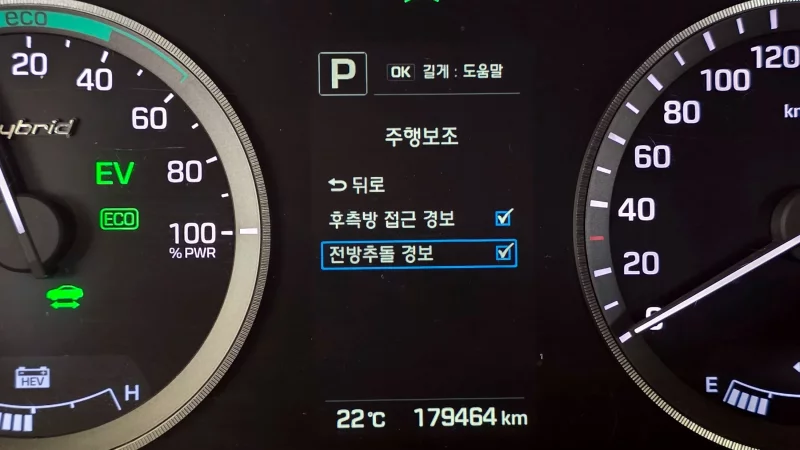 eco
20
40
60
80
100
% PWR
ybrid
EV
ECO
HEV
H
P
OK 길게 : 도움말
주행보조
뒤로
후측방 접근 경보
전방추돌 경보
22℃ 179464 km
120
100
80
60
40
20
0
km
E